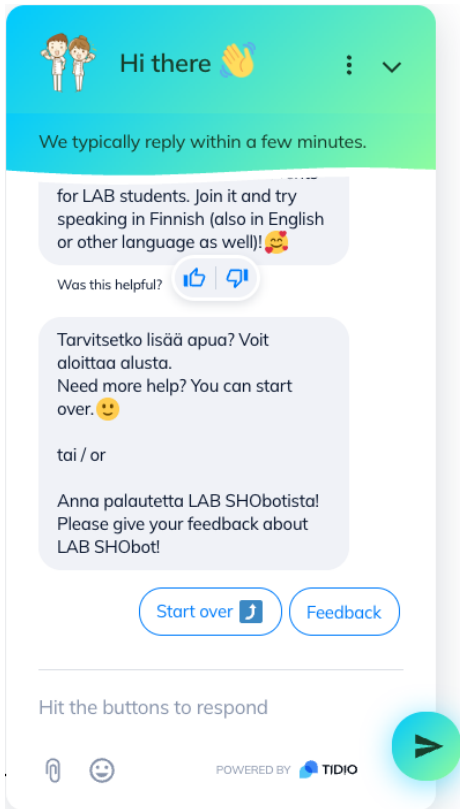 Hi there 👋
We typically reply within a few minutes.
for LAB students. Join it and try
speaking in Finnish (also in English
or other language as well)!🥰
Was this helpful?
Tarvitsetko lisää apua? Voit
aloittaa alusta.
Need more help? You can start
over.🙂
tai / or
Anna palautetta LAB SHObotista!
Please give your feedback about
LAB SHObot!
Start over ⤴️
Feedback
Hit the buttons to respond
POWERED BY TIDIO